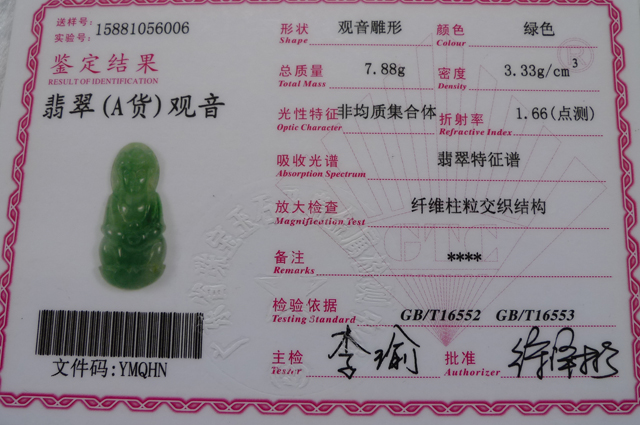 送样号: 15881056006
实验号:
鉴定结果
RESULT OF IDENTIFICATION
翡翠(A货)观音
文件码:YMQHN
形状 观音雕形 颜色 绿色
Shape Colour
总质量 7.88g 密度 3.33g/cm³
Total Mass Density
光性特征 非均质集合体 折射率 1.66(点测)
Optic Character Refractive Index
吸收光谱 翡翠特征谱
Absorption Spectrum
放大检查 纤维柱粒交织结构
Magnification Test
备注 ****
Remarks
检验依据 GB/T16552 GB/T16553
Testing Standard
主检 李瑜 批准
Tester Authorizer